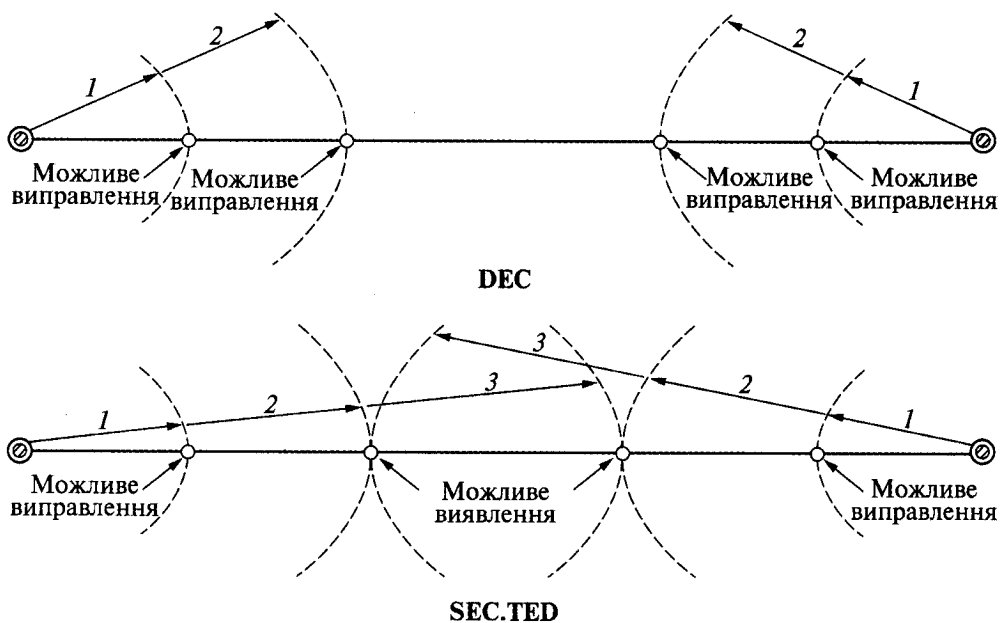 2
2
1
1
Можливе
виправлення
Можливе
виправлення
Можливе
виправлення
Можливе
виправлення
DEC
3
3
2
2
1
1
Можливе
виправлення
Можливе
виявлення
Можливе
виправлення
SEC.TED